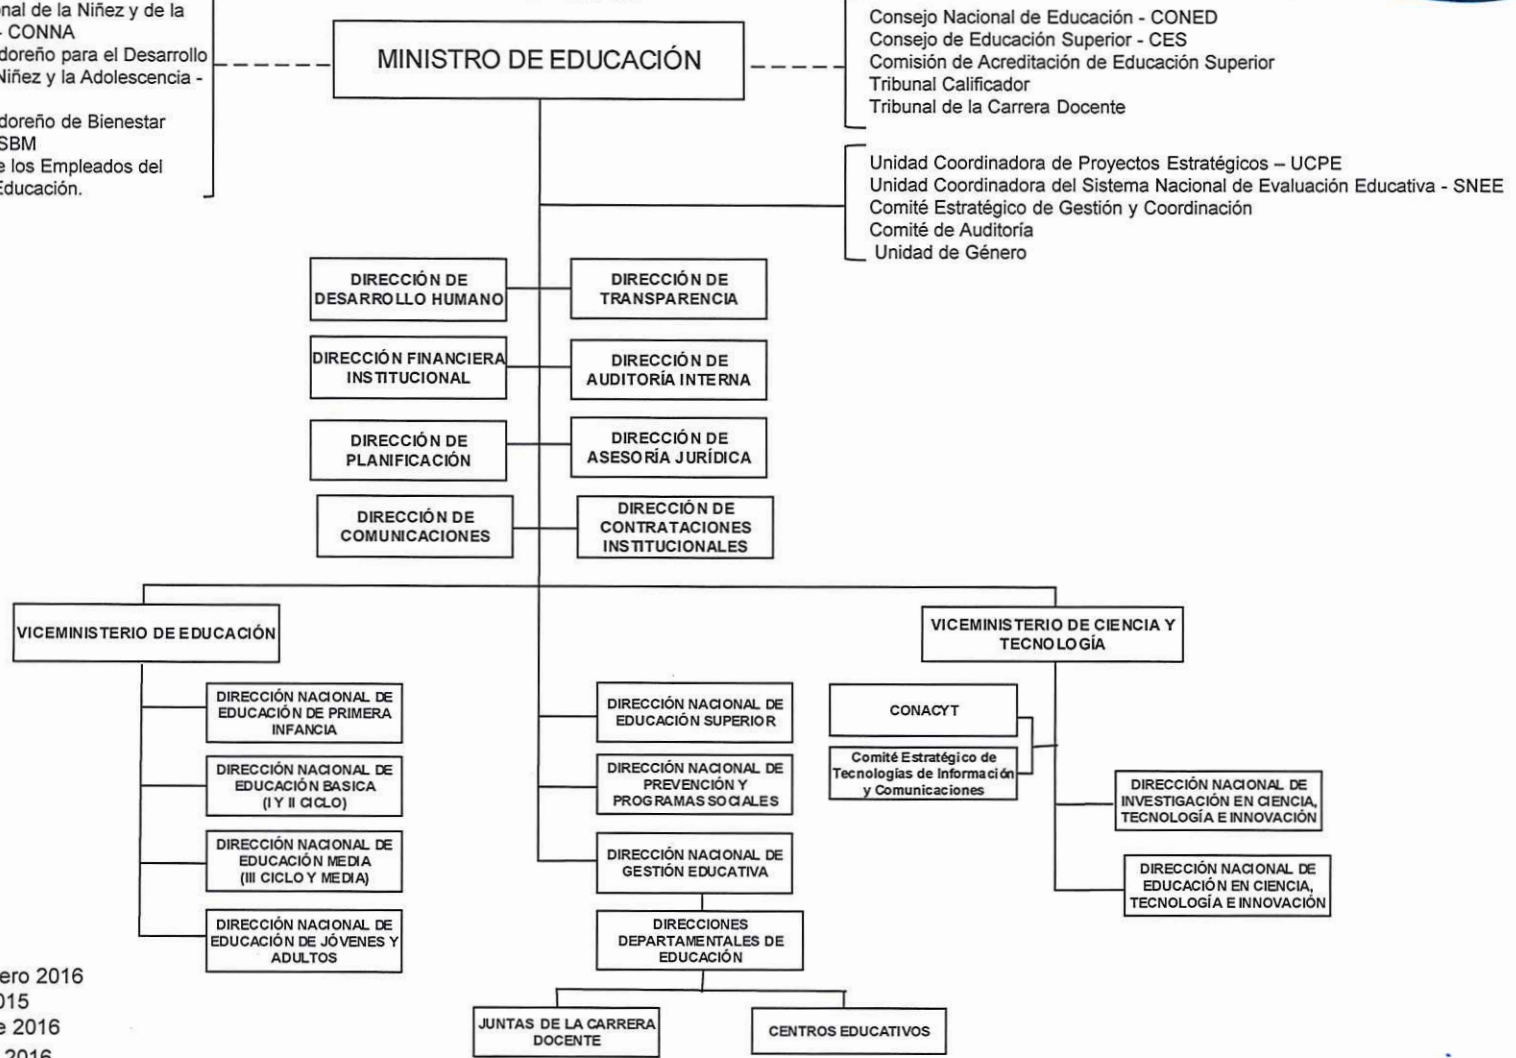 nal de la Niñez y de la
- CONNA
doreño para el Desarrollo
Niñez y la Adolescencia -
doreño de Bienestar
SBM
e los Empleados del
Educación.
MINISTRO DE EDUCACIÓN
Consejo Nacional de Educación - CONED
Consejo de Educación Superior - CES
Comisión de Acreditación de Educación Superior
Tribunal Calificador
Tribunal de la Carrera Docente
Unidad Coordinadora de Proyectos Estratégicos – UCPE
Unidad Coordinadora del Sistema Nacional de Evaluación Educativa - SNEE
Comité Estratégico de Gestión y Coordinación
Comité de Auditoría
Unidad de Género
DIRECCIÓN DE
DESARROLLO HUMANO
DIRECCIÓN DE
TRANSPARENCIA
DIRECCIÓN FINANCIERA
INSTITUCIONAL
DIRECCIÓN DE
AUDITORÍA INTERNA
DIRECCIÓN DE
PLANIFICACIÓN
DIRECCIÓN DE
ASESORÍA JURÍDICA
DIRECCIÓN DE
COMUNICACIONES
DIRECCIÓN DE
CONTRATACIONES
INSTITUCIONALES
VICEMINISTERIO DE EDUCACIÓN
VICEMINISTERIO DE CIENCIA Y
TECNOLOGÍA
DIRECCIÓN NACIONAL DE
EDUCACIÓN DE PRIMERA
INFANCIA
DIRECCIÓN NACIONAL DE
EDUCACIÓN BASICA
(I Y II CICLO)
DIRECCIÓN NACIONAL DE
EDUCACIÓN MEDIA
(III CICLO Y MEDIA)
DIRECCIÓN NACIONAL DE
EDUCACIÓN DE JÓVENES Y
ADULTOS
DIRECCIÓN NACIONAL DE
EDUCACIÓN SUPERIOR
DIRECCIÓN NACIONAL DE
PREVENCIÓN Y
PROGRAMAS SOCIALES
DIRECCIÓN NACIONAL DE
GESTIÓN EDUCATIVA
DIRECCIONES
DEPARTAMENTALES DE
EDUCACIÓN
JUNTAS DE LA CARRERA
DOCENTE
CENTROS EDUCATIVOS
CONACYT
Comité Estratégico de
Tecnologías de Información
y Comunicaciones
DIRECCIÓN NACIONAL DE
INVESTIGACIÓN EN CIENCIA,
TECNOLOGÍA E INNOVACIÓN
DIRECCIÓN NACIONAL DE
EDUCACIÓN EN CIENCIA,
TECNOLOGÍA E INNOVACIÓN
ero 2016
015
e 2016
2016